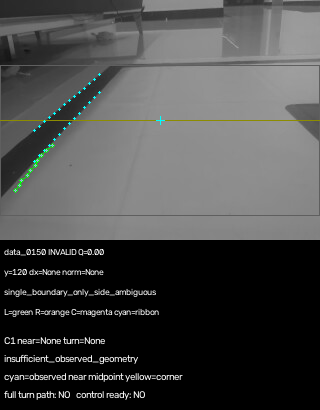 data_0150 INVALID Q=0.00
y=120 dx=None norm=None
single_boundary_only_side_ambiguous
L=green R=orange C=magenta cyan=ribbon
C1 near=None turn=None
insufficient_observed_geometry
cyan=observed near midpoint yellow=corner
full turn path: NO control ready: NO